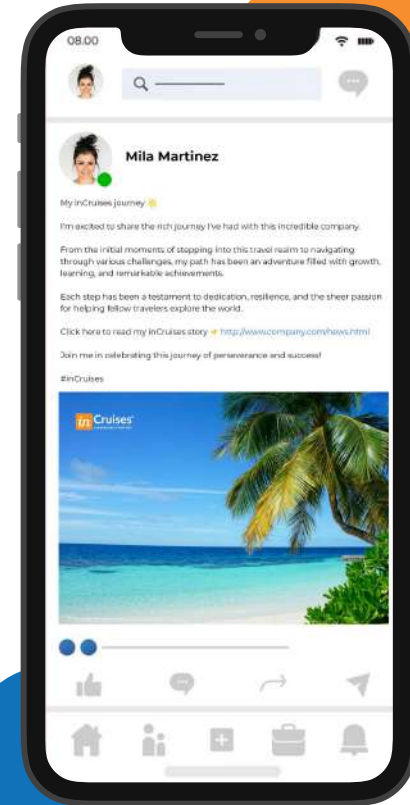 08.00
Mila Martinez
My inCruises journey 🌟
I'm excited to share the rich journey I've had with this incredible company.
From the initial moments of stepping into this travel realm to navigating
through various challenges, my path has been an adventure filled with growth,
learning, and remarkable achievements.
Each step has been a testament to dedication, resilience, and the sheer passion
for helping fellow travelers explore the world.
Click here to read my inCruises story 👉 http://www.company.com/news.html
Join me in celebrating this journey of perseverance and success!
#inCruises
inCruises®